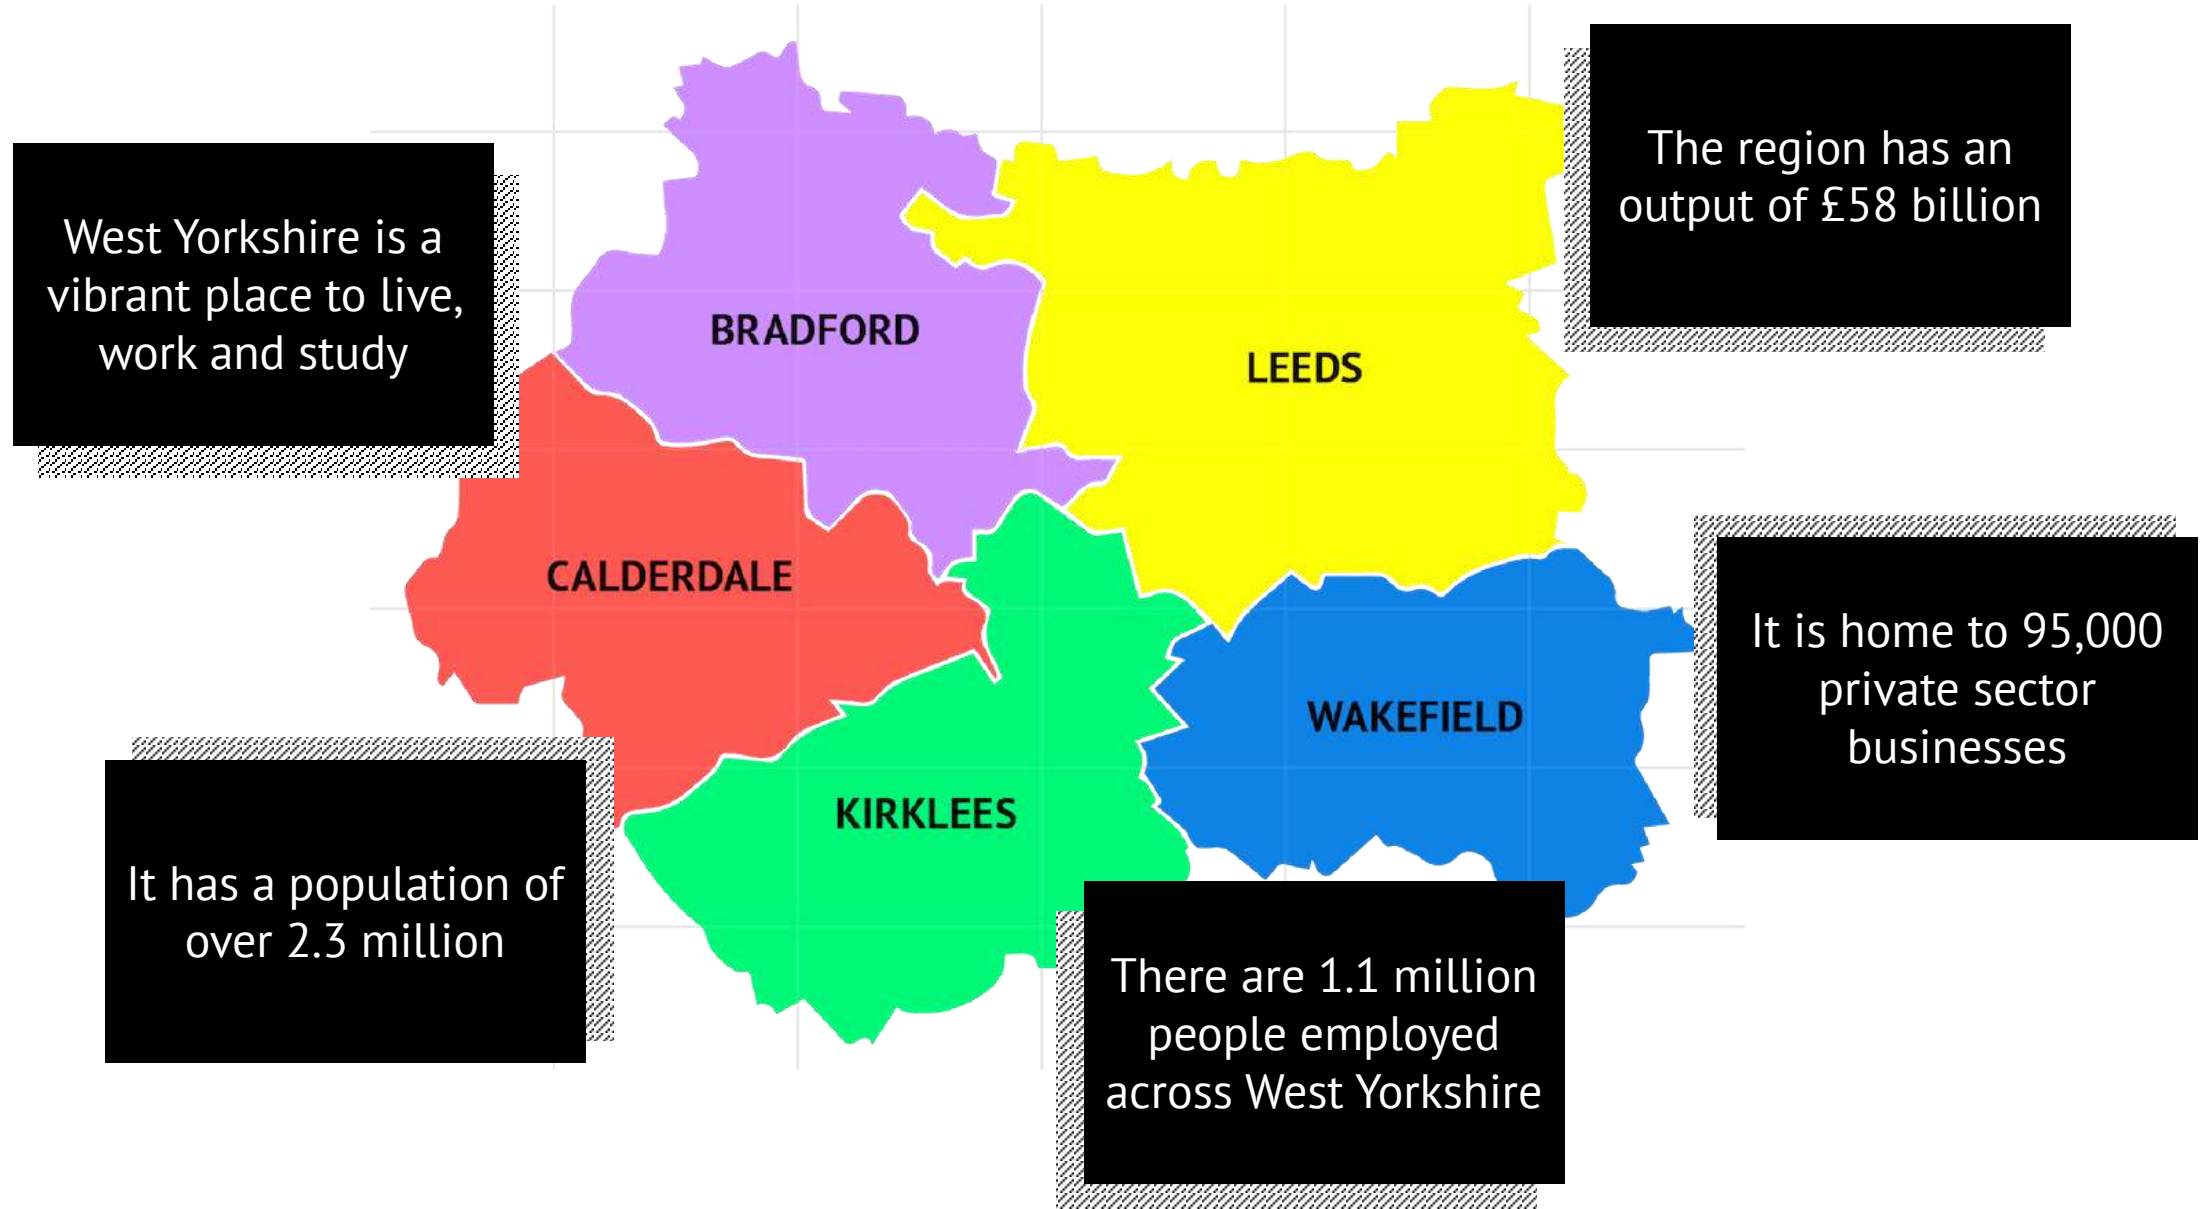 The region has an
output of £58 billion
West Yorkshire is a
vibrant place to live,
work and study
BRADFORD
LEEDS
CALDERDALE
It is home to 95,000
private sector
businesses
WAKEFIELD
KIRKLEES
It has a population of
over 2.3 million
There are 1.1 million
people employed
across West Yorkshire